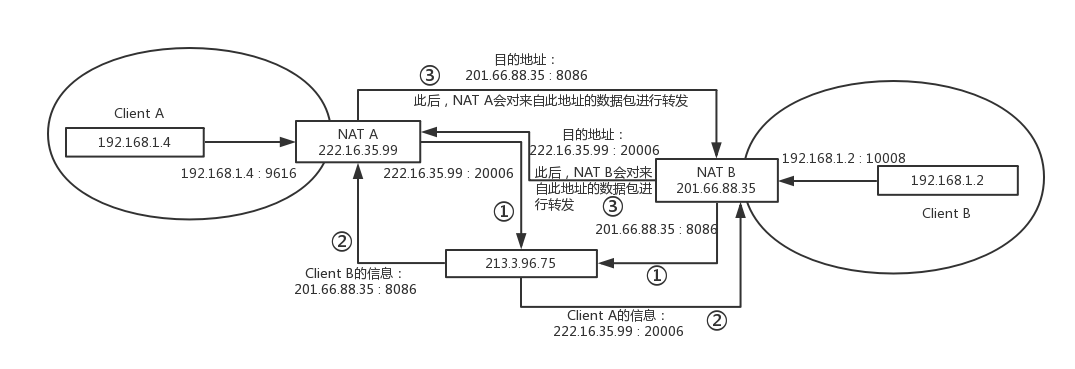 ③
目的地址：
201.66.88.35 : 8086
此后，NAT A会对来自此地址的数据包进行转发
Client A
192.168.1.4
NAT A
222.16.35.99
目的地址：
222.16.35.99 : 20006
192.168.1.4 : 9616
222.16.35.99 : 20006
此后，NAT B会对来
自此地址的数据包进
行转发
③
NAT B
201.66.88.35
192.168.1.2 : 10008
192.168.1.2
Client B
①
201.66.88.35 : 8086
②
213.3.96.75
①
Client B的信息：
201.66.88.35 : 8086
Client A的信息：
222.16.35.99 : 20006
②